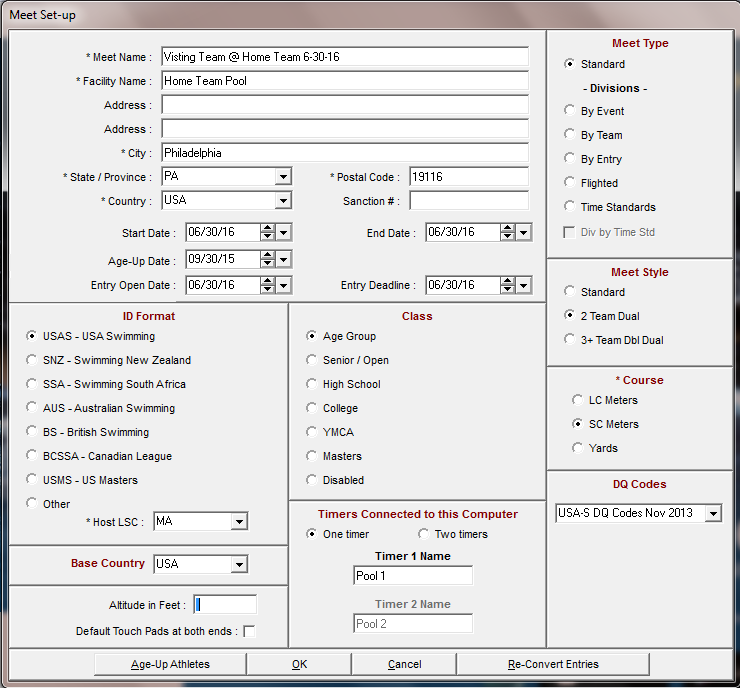 Meet Set-up
* Meet Name : Visting Team @ Home Team 6-30-16
* Facility Name : Home Team Pool
Address :
Address :
* City : Philadelphia
* State / Province : PA * Postal Code : 19116
* Country : USA Sanction # :
Start Date : 06/30/16 End Date : 06/30/16
Age-Up Date : 09/30/15
Entry Open Date : 06/30/16 Entry Deadline : 06/30/16
Meet Type
Standard
- Divisions -
By Event
By Team
By Entry
Flighted
Time Standards
Div by Time Std
Meet Style
Standard
2 Team Dual
3+ Team Dbl Dual
* Course
LC Meters
SC Meters
Yards
DQ Codes
USA-S DQ Codes Nov 2013
ID Format
USAS - USA Swimming
SNZ - Swimming New Zealand
SSA - Swimming South Africa
AUS - Australian Swimming
BS - British Swimming
BCSSA - Canadian League
USMS - US Masters
Other
* Host LSC : MA
Base Country USA
Altitude in Feet :
Default Touch Pads at both ends :
Class
Age Group
Senior / Open
High School
College
YMCA
Masters
Disabled
Timers Connected to this Computer
One timer Two timers
Timer 1 Name
Pool 1
Timer 2 Name
Pool 2
Age-Up Athletes OK Cancel Re-Convert Entries